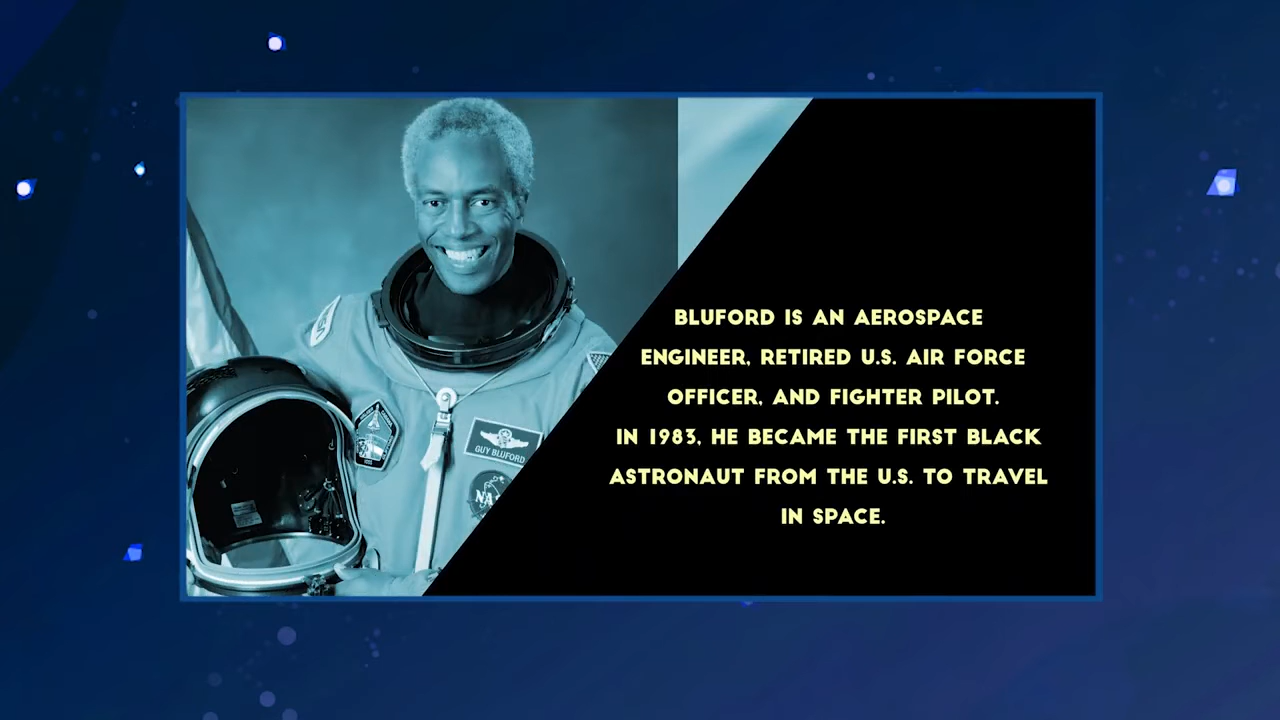 BLUFORD IS AN AEROSPACE
ENGINEER, RETIRED U.S. AIR FORCE
OFFICER, AND FIGHTER PILOT.
IN 1983, HE BECAME THE FIRST BLACK
ASTRONAUT FROM THE U.S. TO TRAVEL
IN SPACE.
GUY BLUFORD